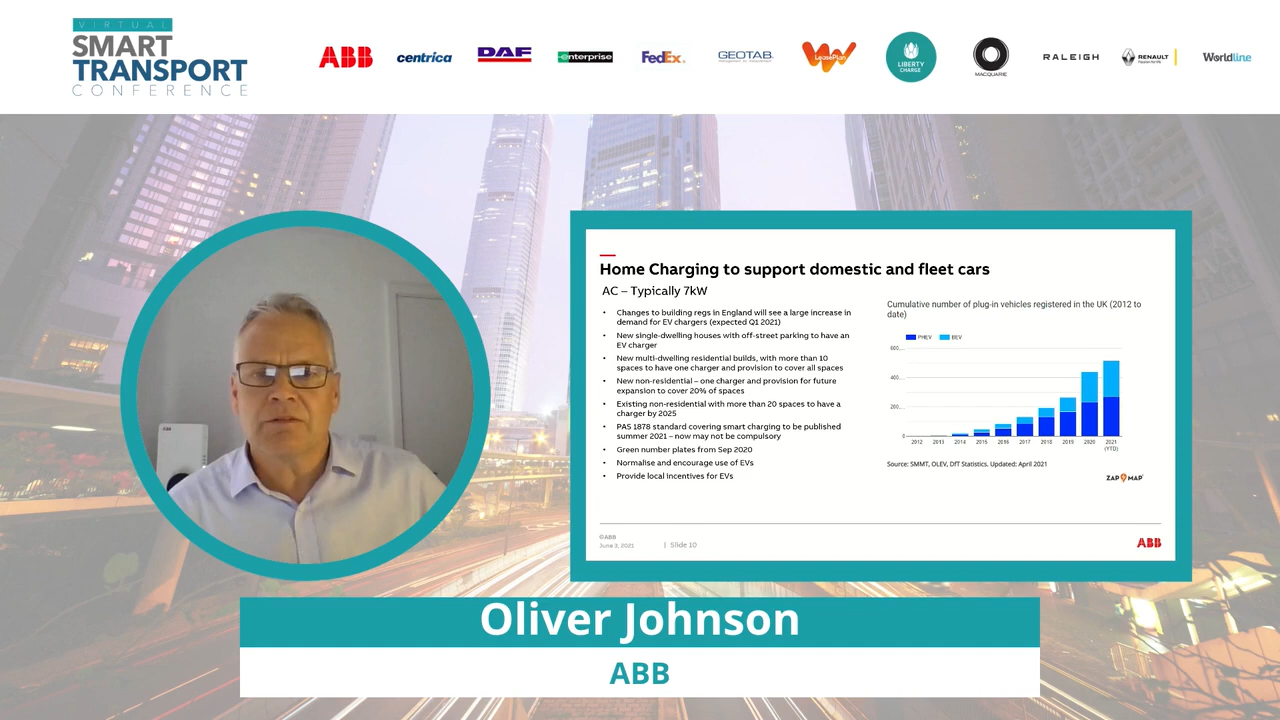 VIRTUAL
SMART
TRANSPORT
CONFERENCE
ABB
centrica
DAF
enterprise
FedEx
GEOTAB
LeasePlan
LIBERTY
CHARGE
MACQUARIE
RALEIGH
RENAULT
Worldline
Home Charging to support domestic and fleet cars
AC – Typically 7kW
• Changes to building regs in England will see a large increase in
demand for EV chargers (expected Q1 2021)
• New single-dwelling houses with off-street parking to have an
EV charger
• New multi-dwelling residential builds, with more than 10
spaces to have one charger and provision to cover all spaces
• New non-residential – one charger and provision for future
expansion to cover 20% of spaces
• Existing non-residential with more than 20 spaces to have a
charger by 2025
• PAS 1878 standard covering smart charging to be published
summer 2021 – now may not be compulsory
• Green number plates from Sep 2020
• Normalise and encourage use of EVs
• Provide local incentives for EVs
Cumulative number of plug-in vehicles registered in the UK (2012 to
date)
PHEV BEV
600,...
400,...
200,...
0
2012 2013 2014 2015 2016 2017 2018 2019 2020 2021
(YTD)
Source: SMMT, OLEV, DfT Statistics. Updated: April 2021
ZAP MAP
©ABB
June 3, 2021 | Slide 10
ABB
Oliver Johnson
ABB